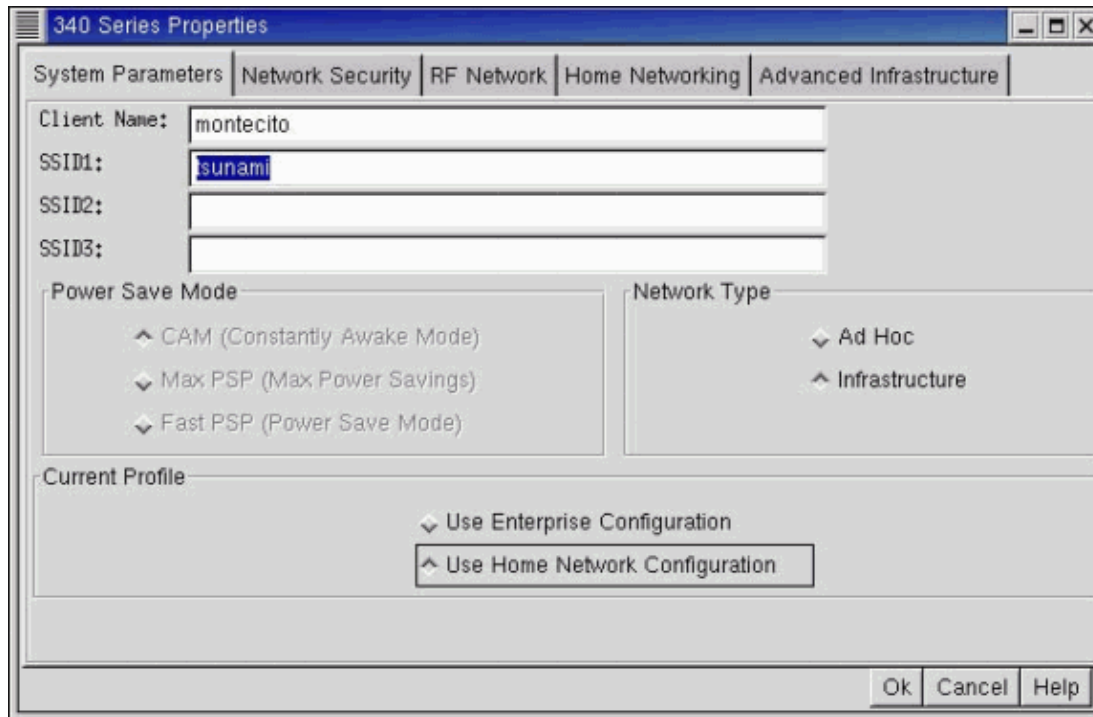 340 Series Properties
System Parameters Network Security RF Network Home Networking Advanced Infrastructure
Client Name: montecito
SSID1: tsunami
SSID2:
SSID3:
Power Save Mode
CAM (Constantly Awake Mode)
Max PSP (Max Power Savings)
Fast PSP (Power Save Mode)
Network Type
Ad Hoc
Infrastructure
Current Profile
Use Enterprise Configuration
Use Home Network Configuration
Ok Cancel Help